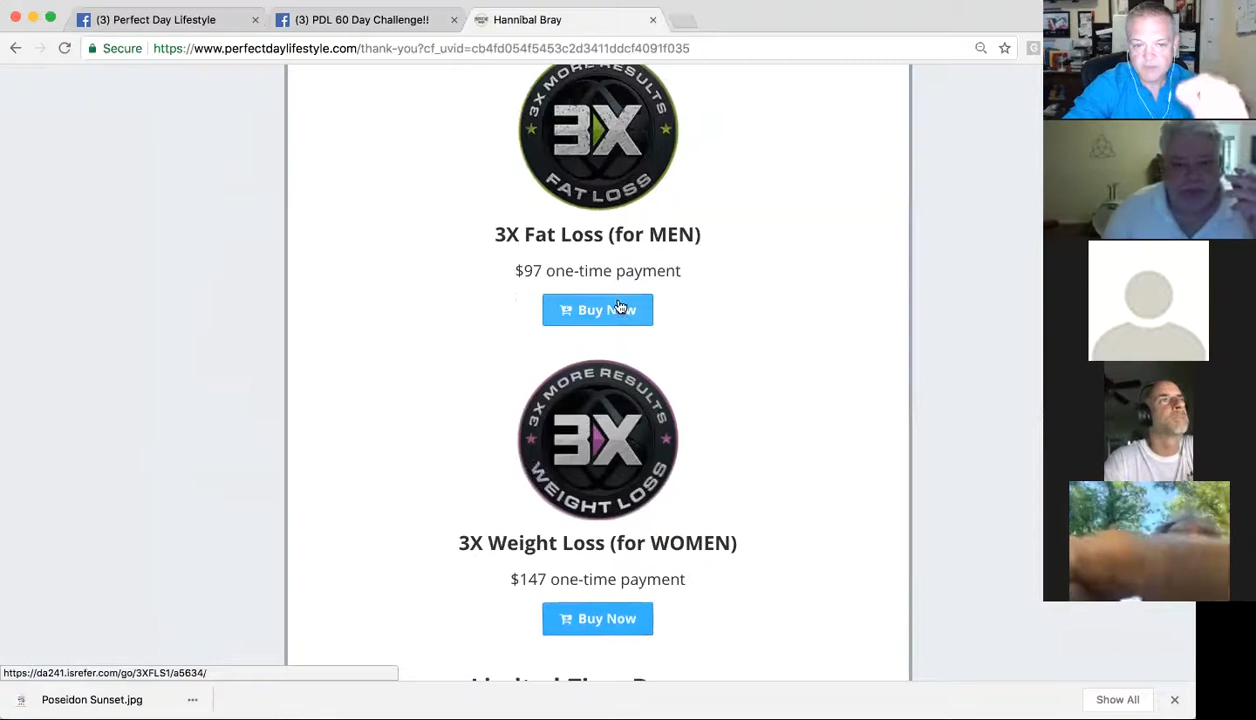 (3) Perfect Day Lifestyle
(3) PDL 60 Day Challenge!!
Hannibal Bray
Secure
https://www.perfectdaylifestyle.com/thank-you?cf_uvid=cb4fd054f5453c2d3411ddcf4091f035
3X MORE RESULTS
3X
FAT LOSS
3X Fat Loss (for MEN)
$97 one-time payment
Buy Now
3X MORE RESULTS
3X
WEIGHT LOSS
3X Weight Loss (for WOMEN)
$147 one-time payment
Buy Now
https://da241.isrefer.com/go/3XFLS1/a5634/
Poseidon Sunset.jpg
Show All